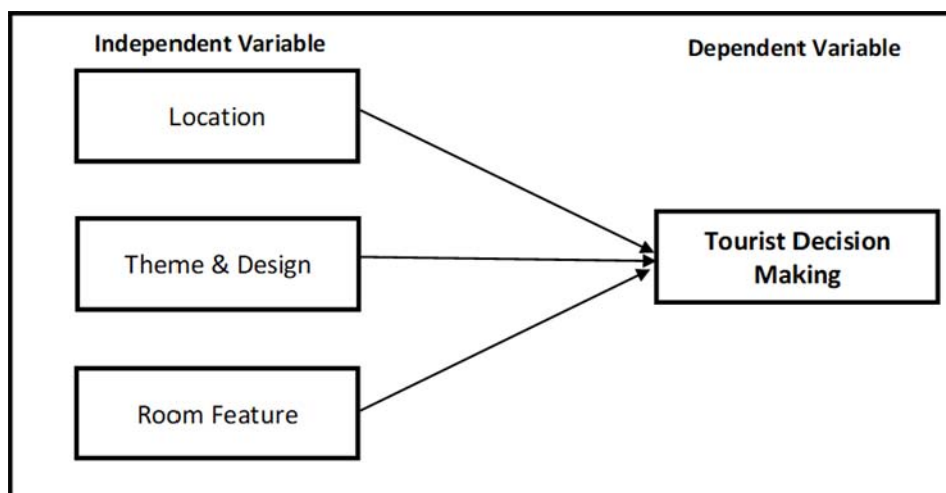 Independent Variable
Dependent Variable
Location
Theme & Design
Tourist Decision
Making
Room Feature